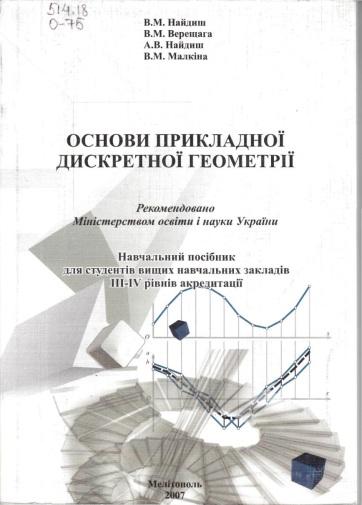 514.18
О-75
В.М. Найдиш
В.М. Верещага
А.В. Найдиш
В.М. Малкіна
ОСНОВИ ПРИКЛАДНОЇ
ДИСКРЕТНОЇ ГЕОМЕТРІЇ
Рекомендовано
Міністерством освіти і науки України
Навчальний посібник
для студентів вищих навчальних закладів
III-IV рівнів акредитації
O
x
a
b
x
Мелітополь
2007